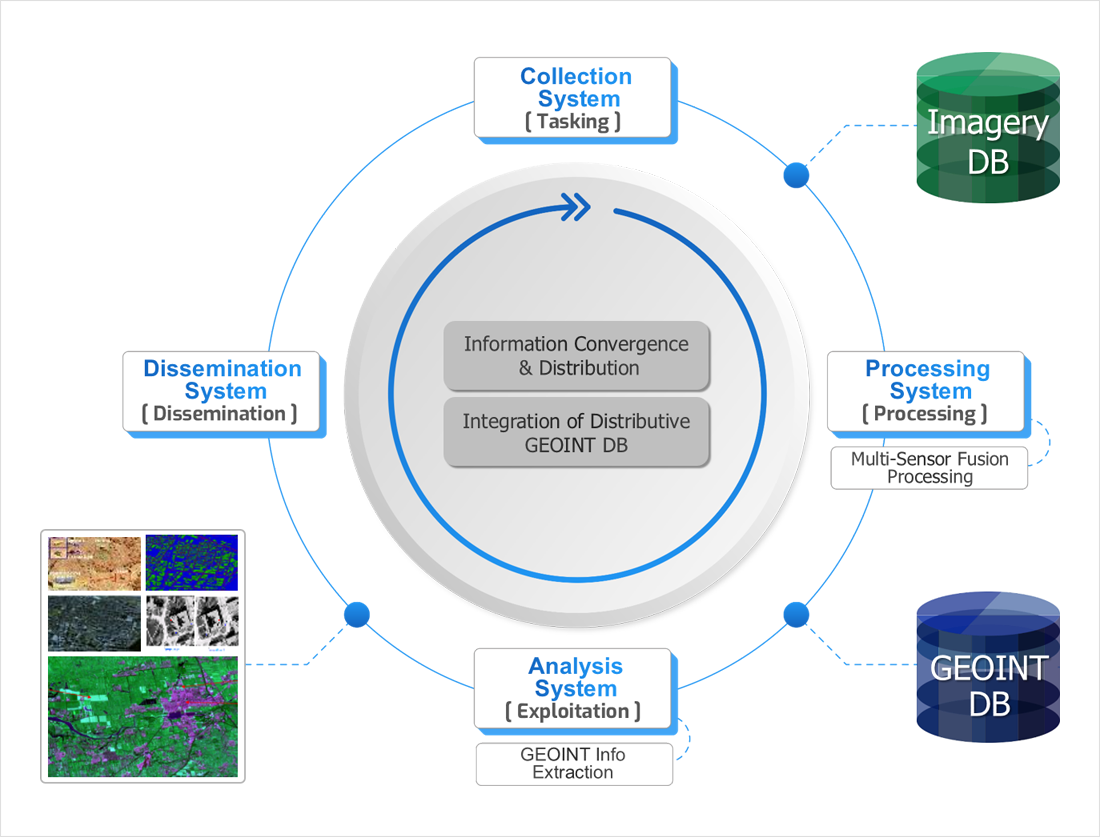 Collection
System
[ Tasking ]
Imagery
DB
Information Convergence
& Distribution
Integration of Distributive
GEOINT DB
Dissemination
System
[ Dissemination ]
Processing
System
[ Processing ]
Multi-Sensor Fusion
Processing
Analysis
System
[ Exploitation ]
GEOINT Info
Extraction
GEOINT
DB